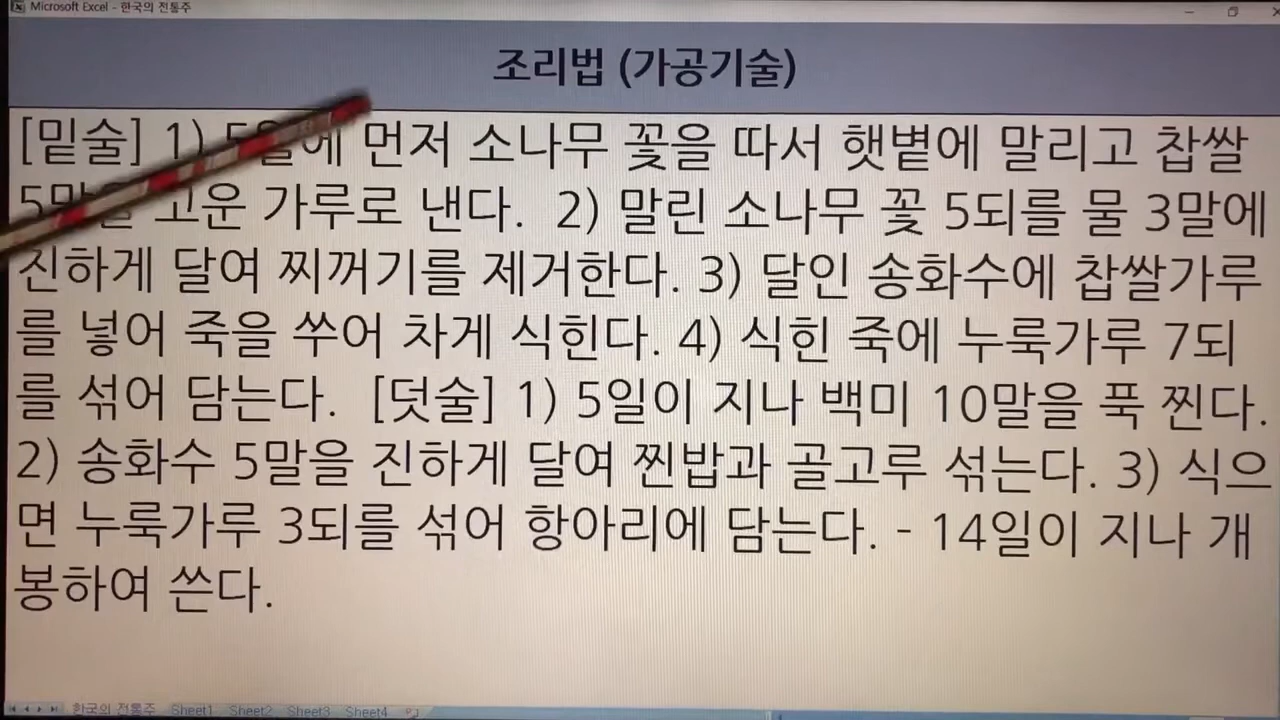 Microsoft Excel - 한국의 전통주
조리법 (가공기술)
[밑술] 1) 5월에 먼저 소나무 꽃을 따서 햇볕에 말리고 찹쌀
5말을 고운 가루로 낸다. 2) 말린 소나무 꽃 5되를 물 3말에
진하게 달여 찌꺼기를 제거한다. 3) 달인 송화수에 찹쌀가루
를 넣어 죽을 쑤어 차게 식힌다. 4) 식힌 죽에 누룩가루 7되
를 섞어 담는다. [덧술] 1) 5일이 지나 백미 10말을 푹 찐다.
2) 송화수 5말을 진하게 달여 찐밥과 골고루 섞는다. 3) 식으
면 누룩가루 3되를 섞어 항아리에 담는다. - 14일이 지나 개
봉하여 쓴다.
한국의 전통주 Sheet1 Sheet2 Sheet3 Sheet4